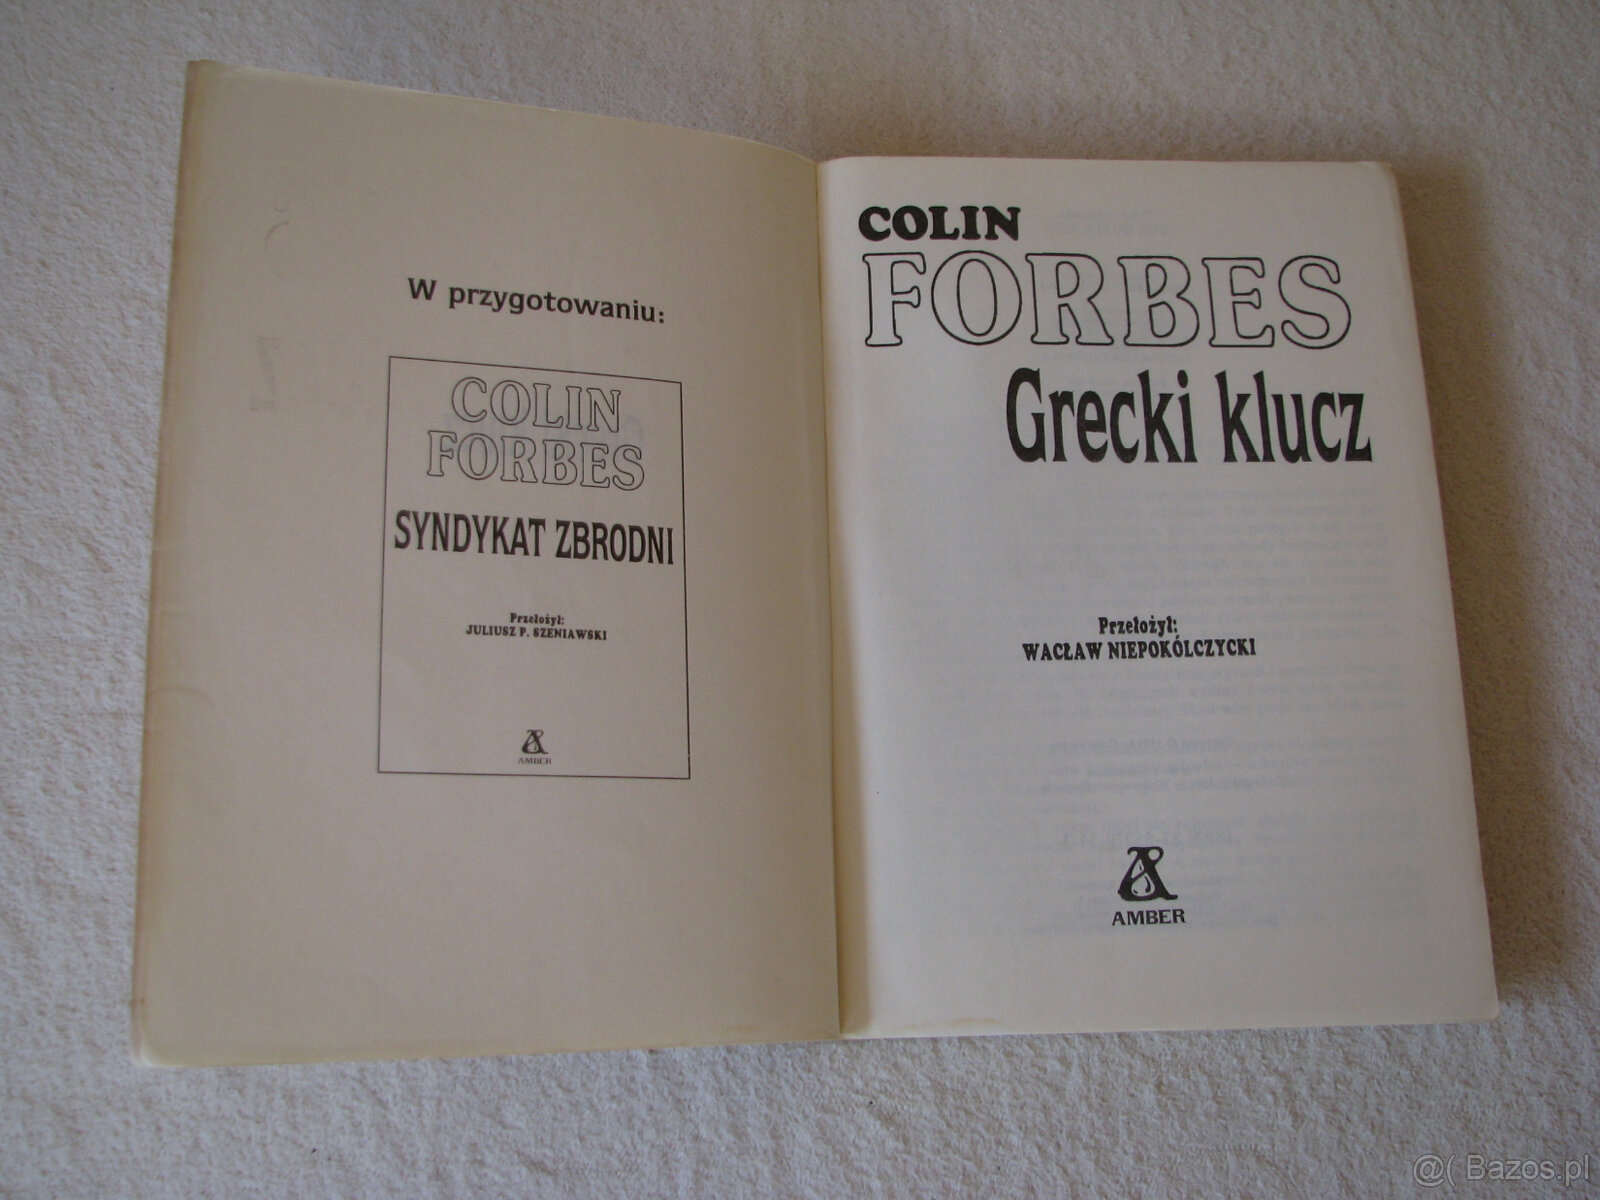 W przygotowaniu:
COLIN
FORBES
SYNDYKAT ZBRODNI
Przełożył:
JULIUSZ P. SZENIAWSKI
AMBER
COLIN
FORBES
Grecki klucz
Przełożył:
WACŁAW NIEPOKÓLCZYCKI
AMBER
@( Bazos.pl